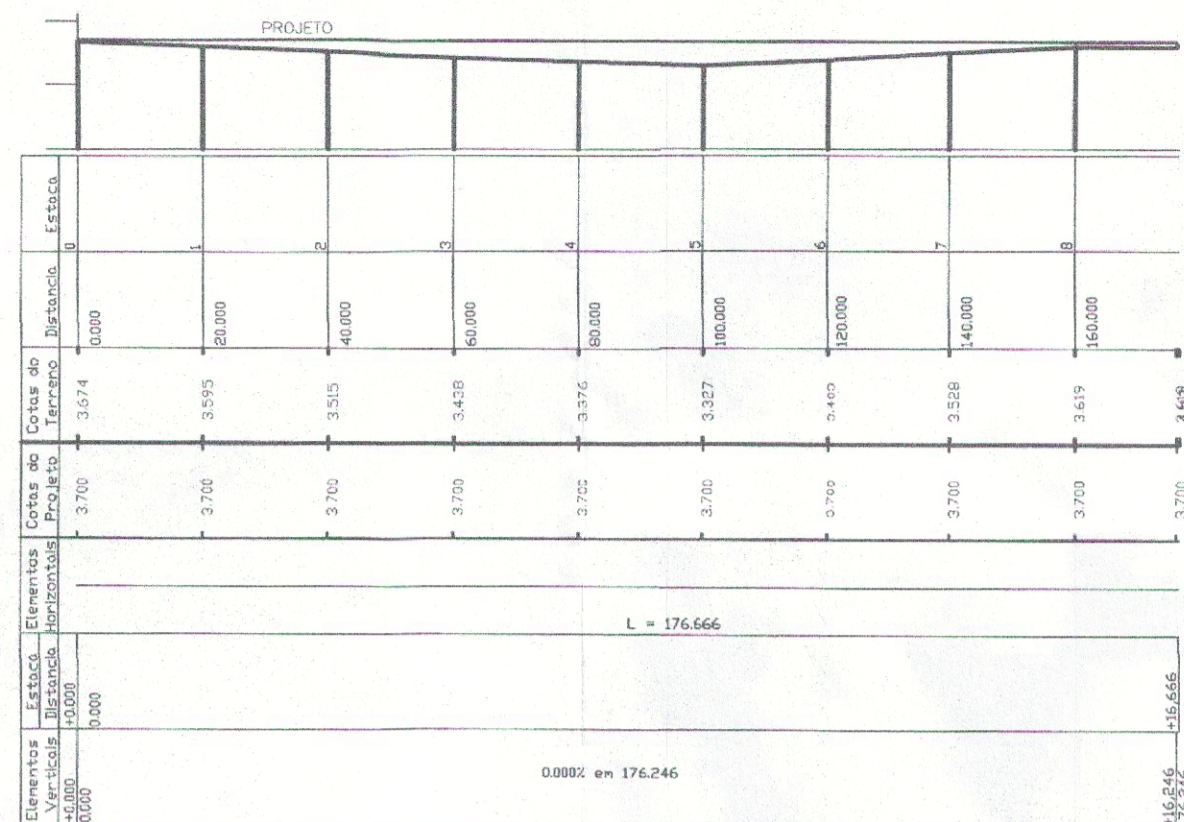 PROJETO
Estaca
0 1 2 3 4 5 6 7 8
Distancia
0.000 20.000 40.000 60.000 80.000 100.000 120.000 140.000 160.000
Cotas do
Terreno
3.674 3.595 3.515 3.438 3.376 3.327 3.528 3.619
Cotas do
Projeto
3.700 3.700 3.700 3.700 3.700 3.700 3.700 3.700 3.700
Elementos
Horizontais
L = 176.666
Estaca
Distancia
+0.000
0.000
+16.666
Elementos
Verticais
+0.000
0.000
0.000% em 176.246
+16.246